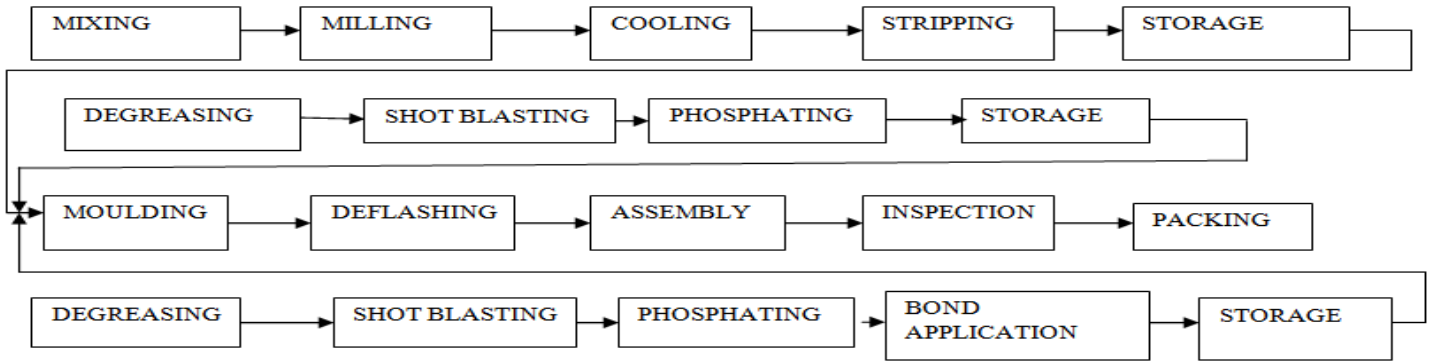 MIXING
MILLING
COOLING
STRIPPING
STORAGE
DEGREASING
SHOT BLASTING
PHOSPHATING
STORAGE
MOULDING
DEFLASHING
ASSEMBLY
INSPECTION
PACKING
DEGREASING
SHOT BLASTING
PHOSPHATING
BOND
APPLICATION
STORAGE